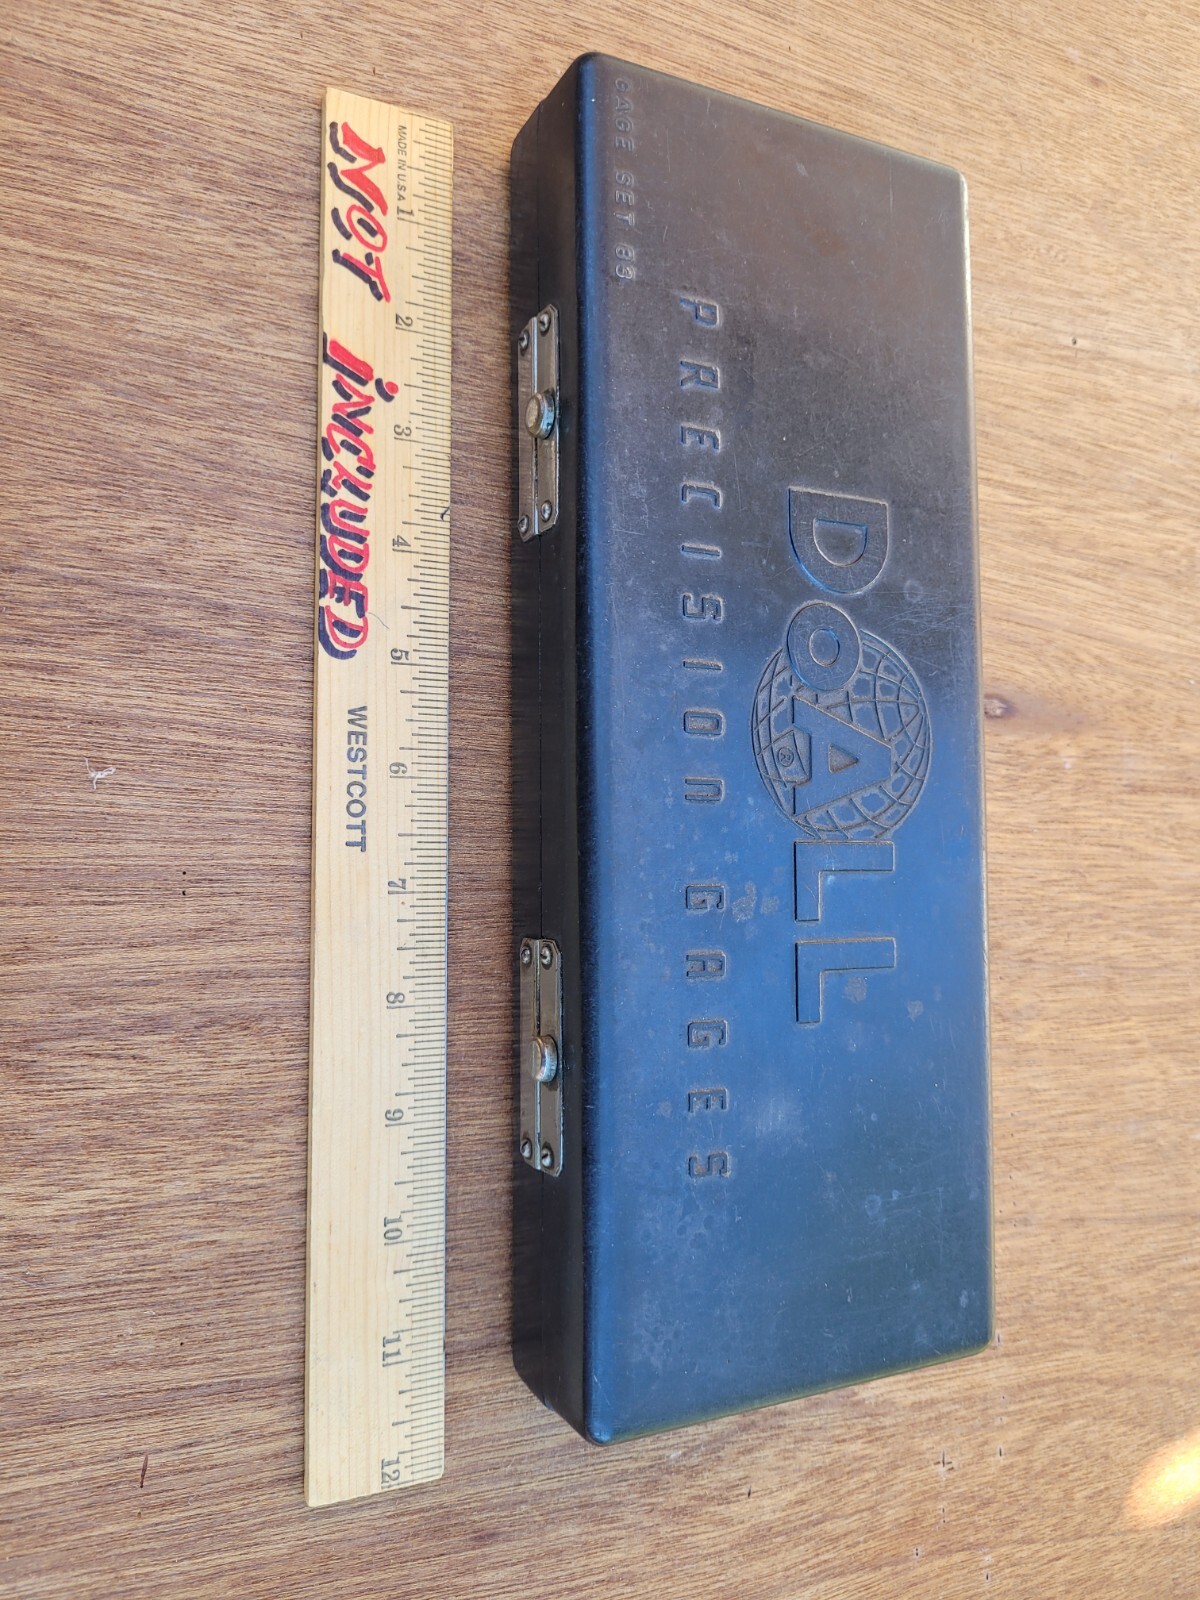 MADE IN U.S.A.
1 2 3 4 5 6 7 8 9 10 11 12
NOT INCLUDED
WESTCOTT
GAGE SET 83
DoALL
®
PRECISION GAGES